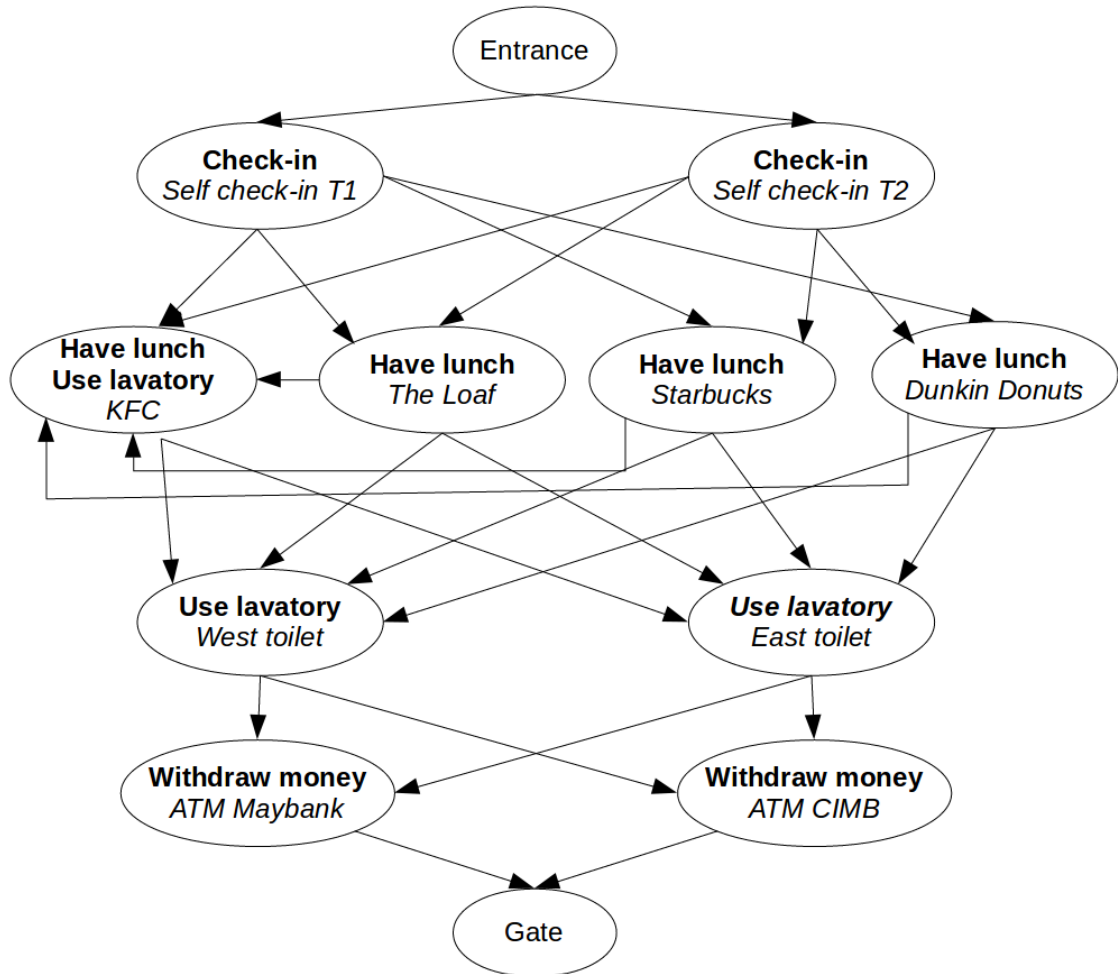 Entrance
Check-in
Self check-in T1
Check-in
Self check-in T2
Have lunch
Use lavatory
KFC
Have lunch
The Loaf
Have lunch
Starbucks
Have lunch
Dunkin Donuts
Use lavatory
West toilet
Use lavatory
East toilet
Withdraw money
ATM Maybank
Withdraw money
ATM CIMB
Gate